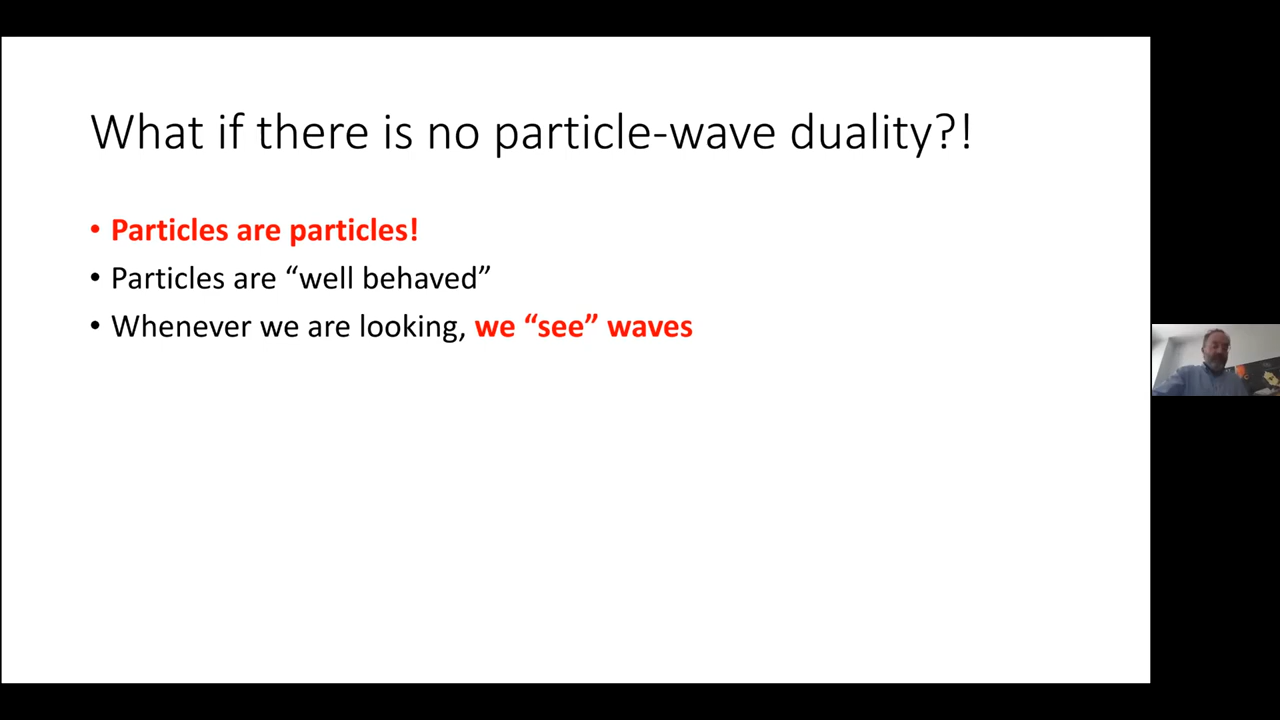 What if there is no particle-wave duality?!
• Particles are particles!
• Particles are “well behaved”
• Whenever we are looking, we “see” waves